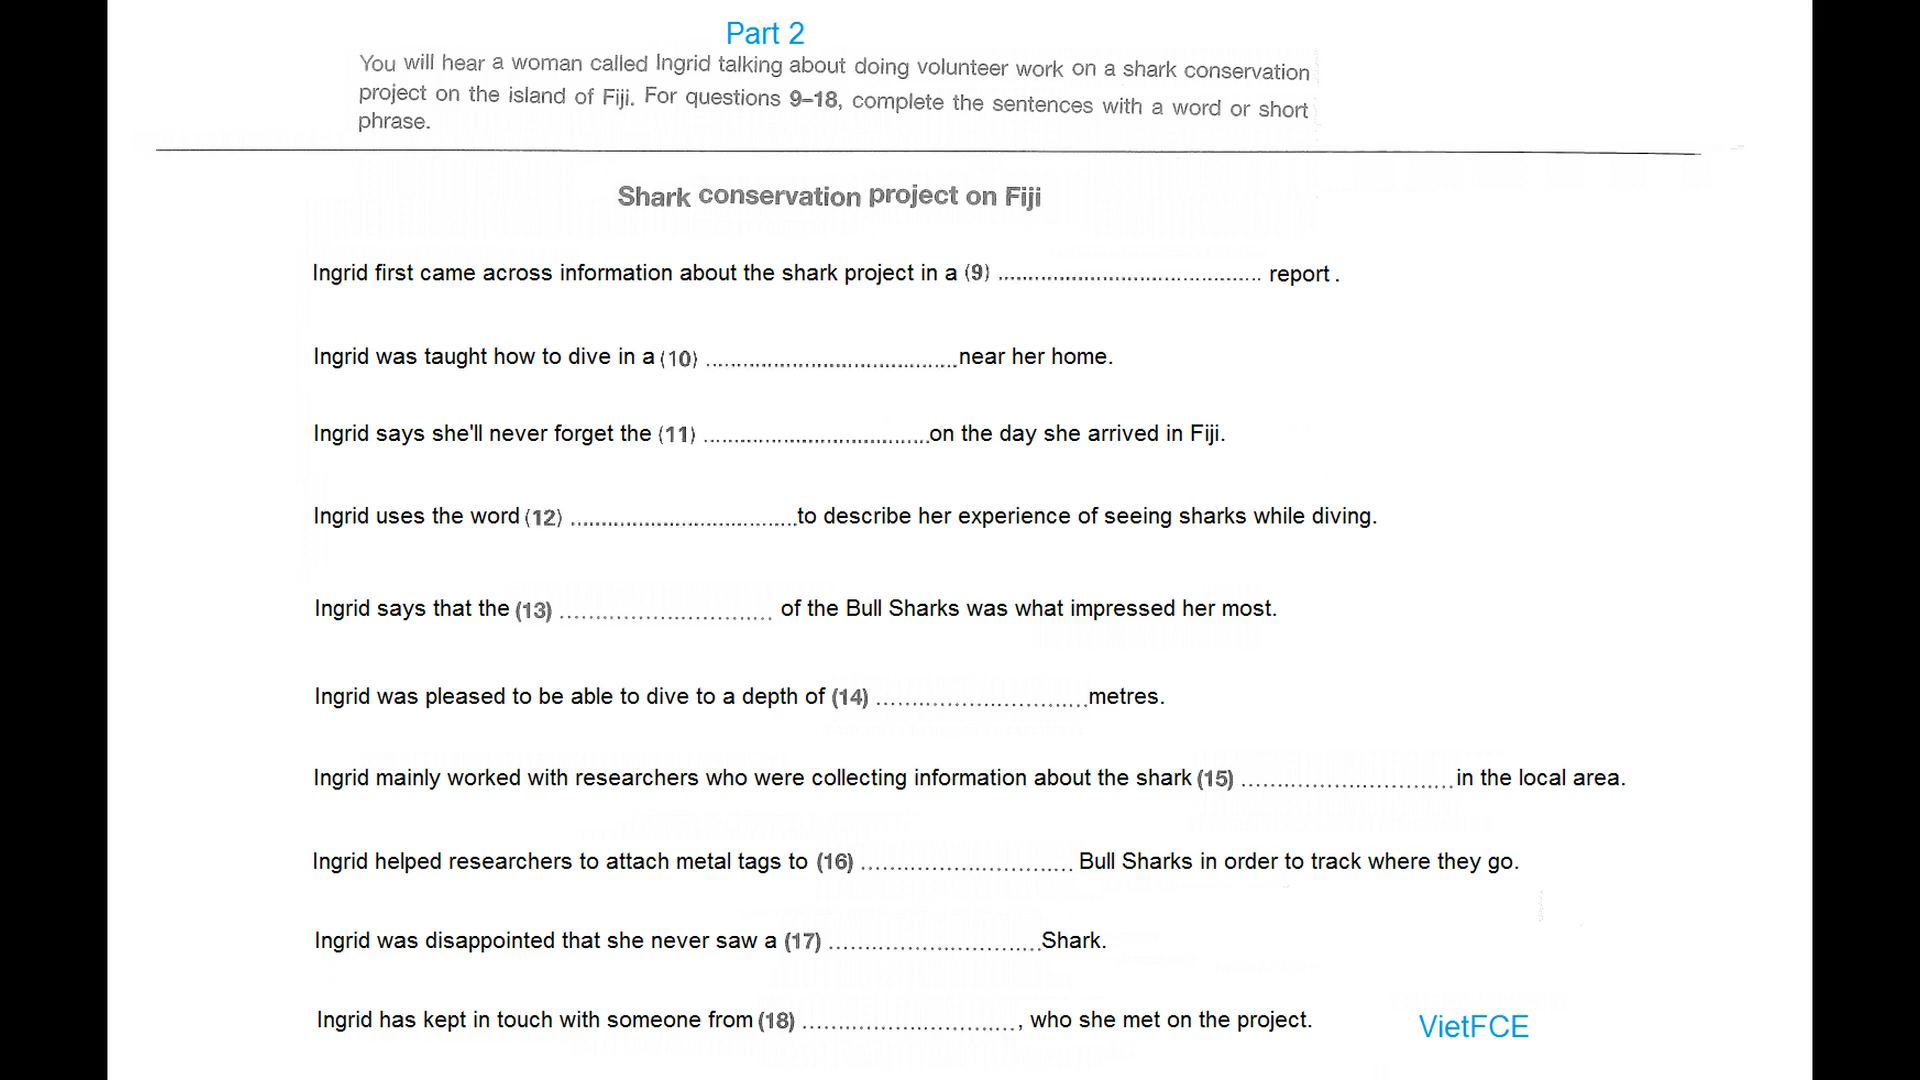 Part 2
You will hear a woman called Ingrid talking about doing volunteer work on a shark conservation
project on the island of Fiji. For questions 9–18, complete the sentences with a word or short
phrase.
Shark conservation project on Fiji
Ingrid first came across information about the shark project in a (9) .......................................... report .
Ingrid was taught how to dive in a (10) ........................................ near her home.
Ingrid says she'll never forget the (11) .................................... on the day she arrived in Fiji.
Ingrid uses the word (12) .................................... to describe her experience of seeing sharks while diving.
Ingrid says that the (13) ............................ of the Bull Sharks was what impressed her most.
Ingrid was pleased to be able to dive to a depth of (14) ............................ metres.
Ingrid mainly worked with researchers who were collecting information about the shark (15) ............................ in the local area.
Ingrid helped researchers to attach metal tags to (16) ............................ Bull Sharks in order to track where they go.
Ingrid was disappointed that she never saw a (17) ............................ Shark.
Ingrid has kept in touch with someone from (18) ............................ , who she met on the project.
VietFCE